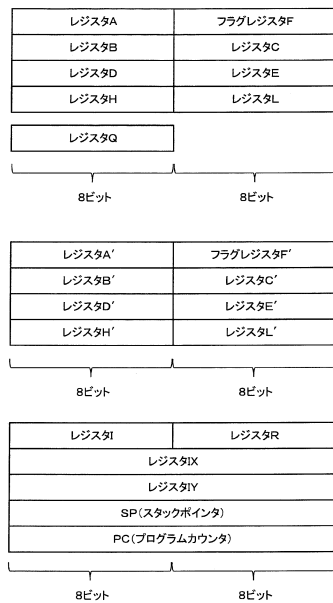 レジスタA フラグレジスタF
レジスタB レジスタC
レジスタD レジスタE
レジスタH レジスタL
レジスタQ
8ビット 8ビット
レジスタA′ フラグレジスタF′
レジスタB′ レジスタC′
レジスタD′ レジスタE′
レジスタH′ レジスタL′
8ビット 8ビット
レジスタI レジスタR
レジスタIX
レジスタIY
SP(スタックポインタ)
PC(プログラムカウンタ)
8ビット 8ビット